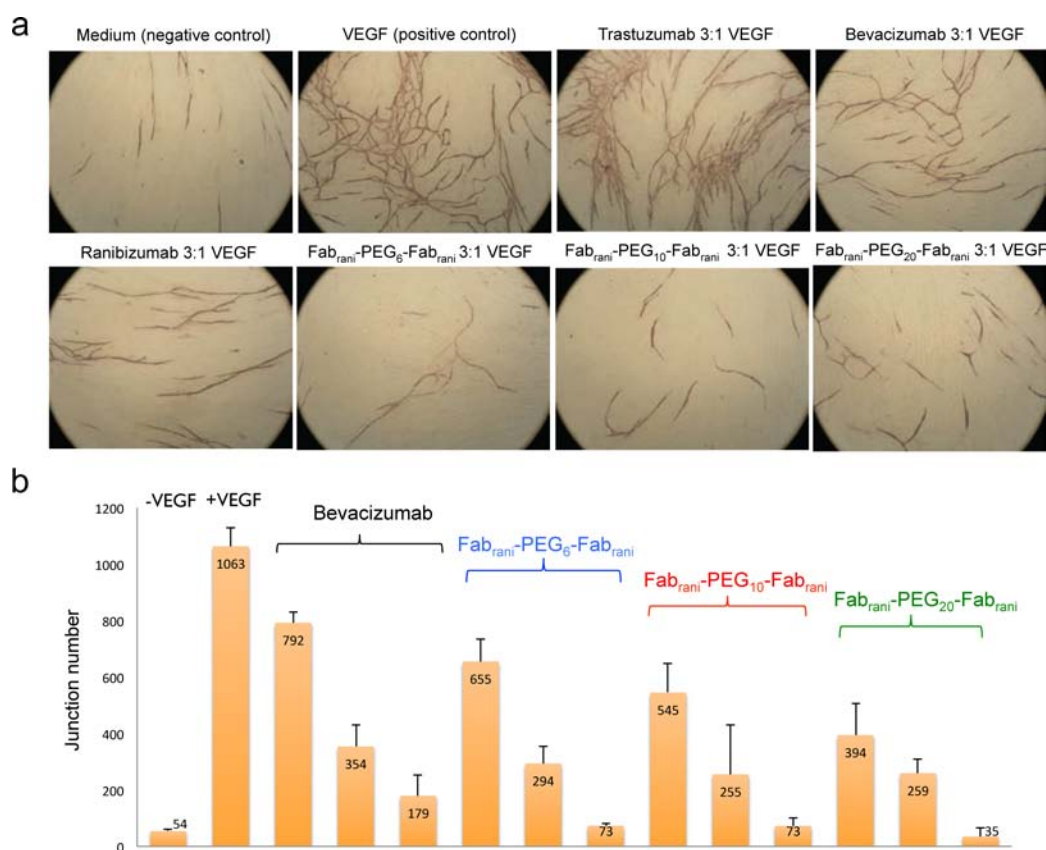 a
Medium (negative control) VEGF (positive control) Trastuzumab 3:1 VEGF Bevacizumab 3:1 VEGF
Ranibizumab 3:1 VEGF Fabrani-PEG6-Fabrani 3:1 VEGF Fabrani-PEG10-Fabrani 3:1 VEGF Fabrani-PEG20-Fabrani 3:1 VEGF
b
-VEGF +VEGF
Bevacizumab
Fabrani-PEG6-Fabrani
Fabrani-PEG10-Fabrani
Fabrani-PEG20-Fabrani
Junction number
1200
1000
800
600
400
200
0
54
1063
792
354
179
655
294
73
545
255
73
394
259
35